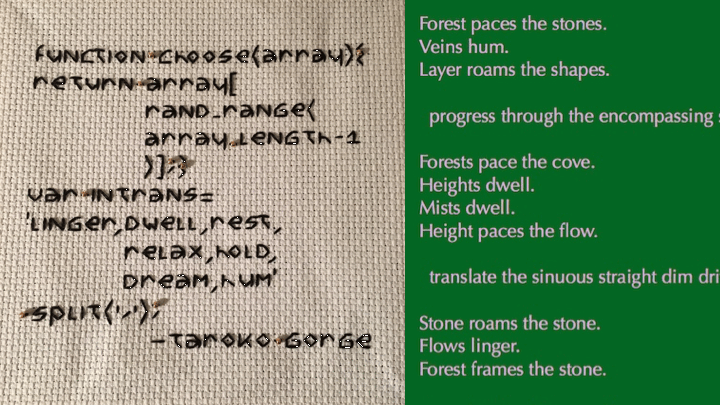 function choose(array){
return array[
rand_range(
array.length-1
)];}
var intrans=
'linger,dwell,rest,
relax,hold,
dream,hum'
.split(',');
-Taroko Gorge
Forest paces the stones.
Veins hum.
Layer roams the shapes.
progress through the encompassing
Forests pace the cove.
Heights dwell.
Mists dwell.
Height paces the flow.
translate the sinuous straight dim dri
Stone roams the stone.
Flows linger.
Forest frames the stone.